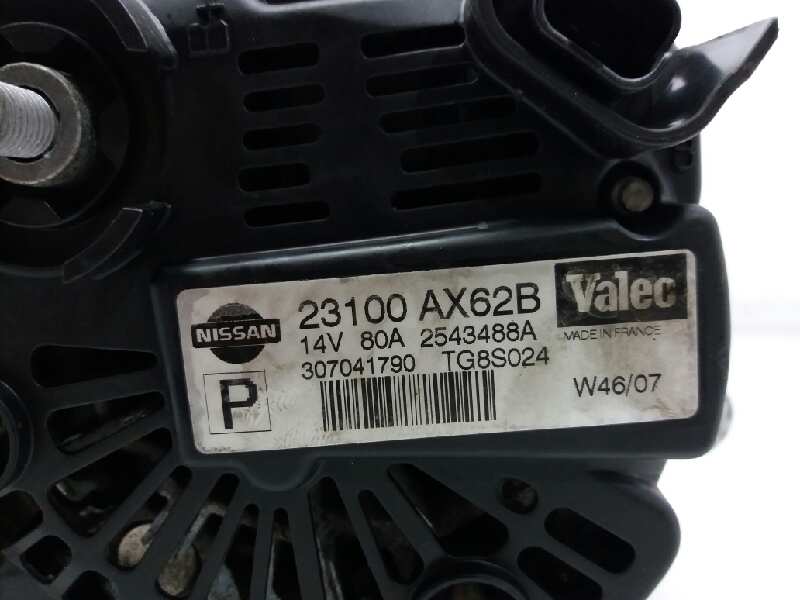 NISSAN
23100 AX62B
14V 80A 2543488A
307041790 TG8S024
P
Valeo
MADE IN FRANCE
W46/07